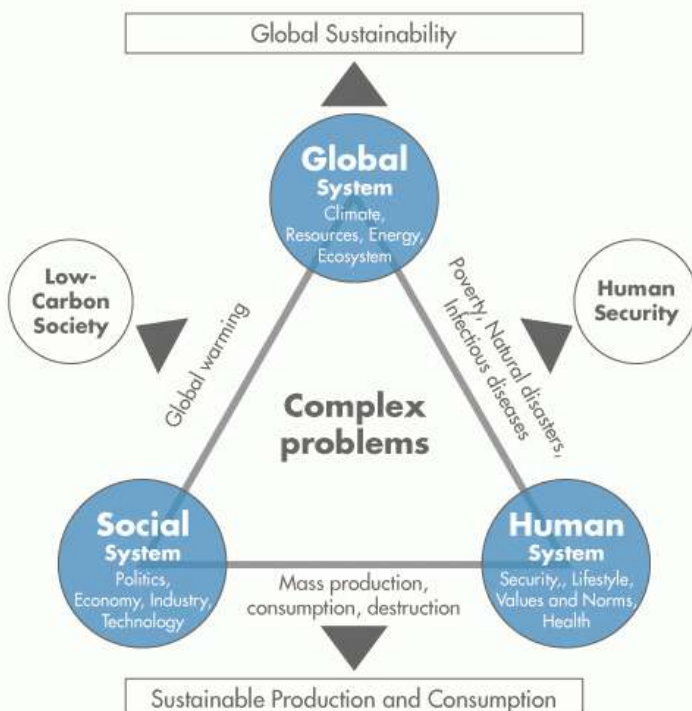 Global Sustainability
Global
System
Climate,
Resources, Energy,
Ecosystem
Low-
Carbon
Society
Human
Security
Global warming
Poverty, Natural disasters,
Infectious diseases
Complex
problems
Social
System
Politics,
Economy, Industry,
Technology
Human
System
Security,, Lifestyle,
Values and Norms,
Health
Mass production,
consumption, destruction
Sustainable Production and Consumption